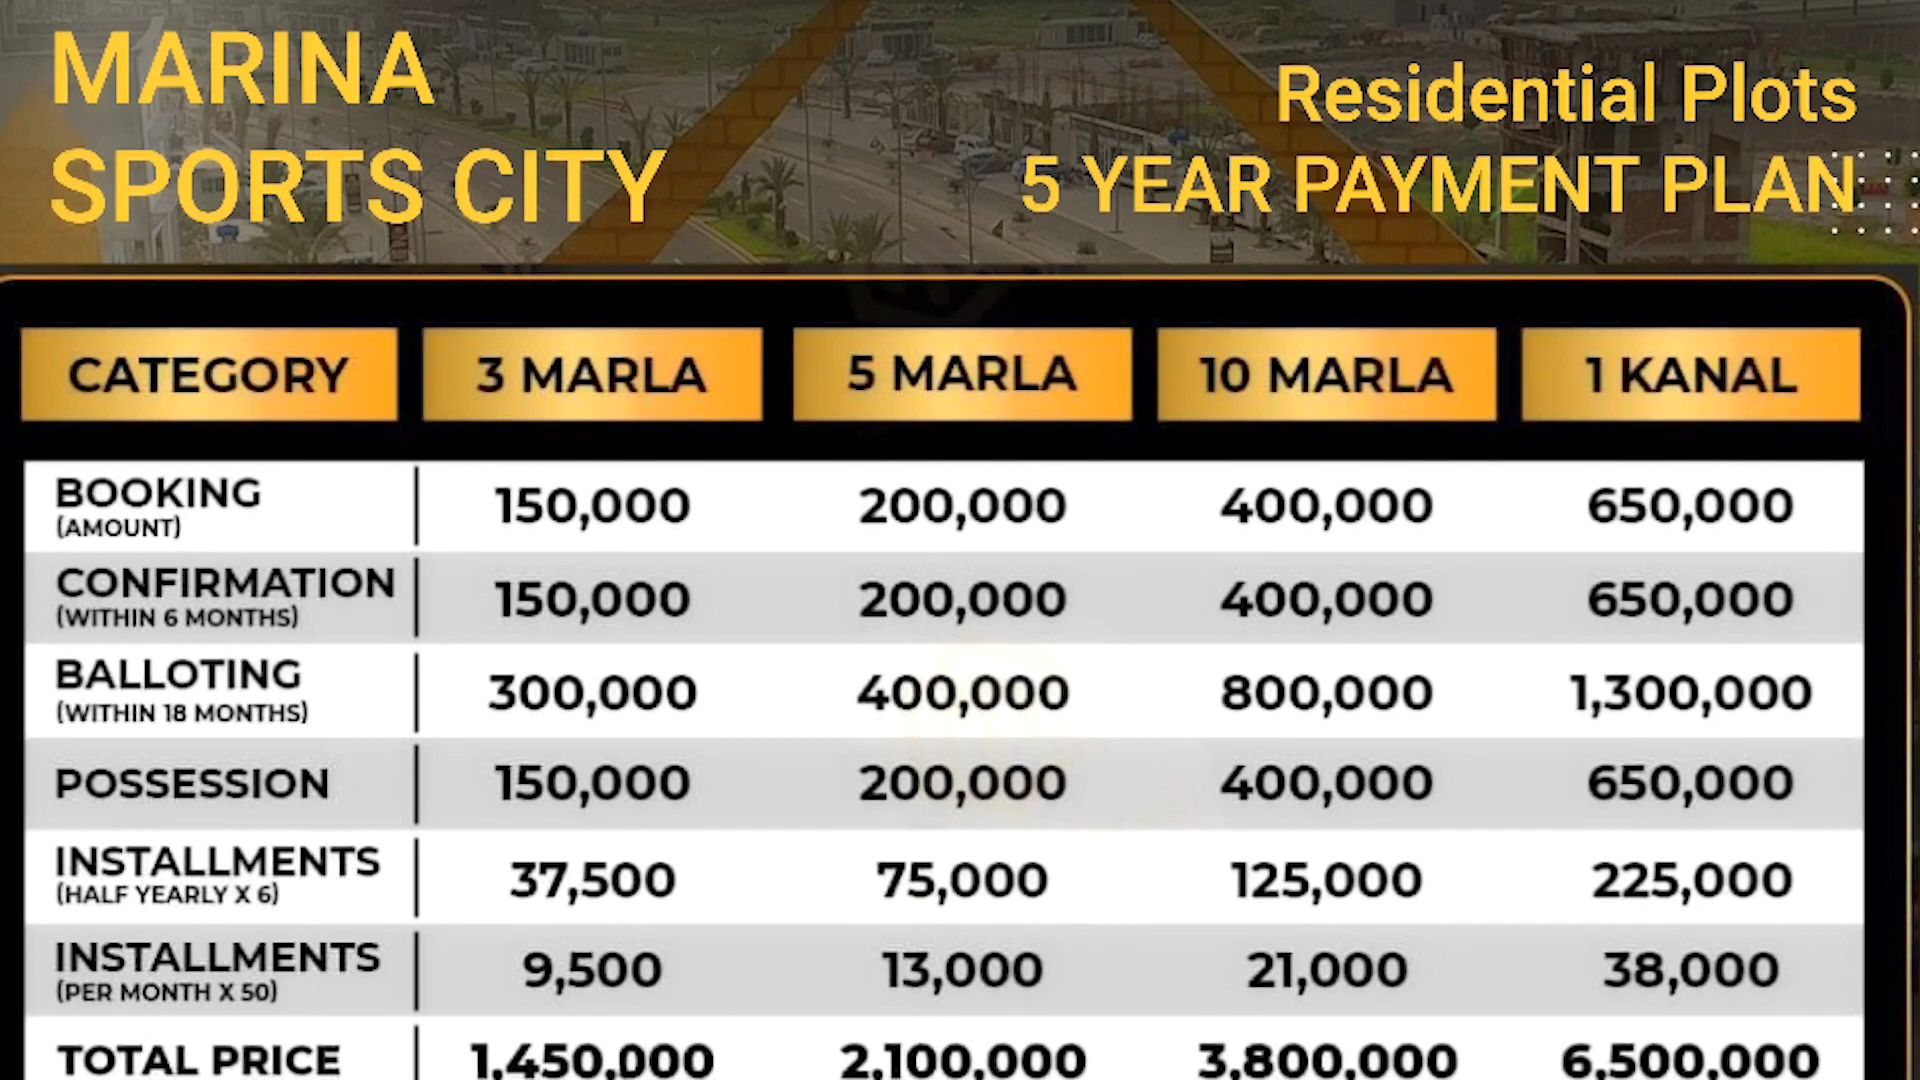 MARINA
SPORTS CITY
Residential Plots
5 YEAR PAYMENT PLAN
CATEGORY 3 MARLA 5 MARLA 10 MARLA 1 KANAL
BOOKING 150,000 200,000 400,000 650,000
(AMOUNT)
CONFIRMATION 150,000 200,000 400,000 650,000
(WITHIN 6 MONTHS)
BALLOTING 300,000 400,000 800,000 1,300,000
(WITHIN 18 MONTHS)
POSSESSION 150,000 200,000 400,000 650,000
INSTALLMENTS 37,500 75,000 125,000 225,000
(HALF YEARLY X 6)
INSTALLMENTS 9,500 13,000 21,000 38,000
(PER MONTH X 50)
TOTAL PRICE 1,450,000 2,100,000 3,800,000 6,500,000